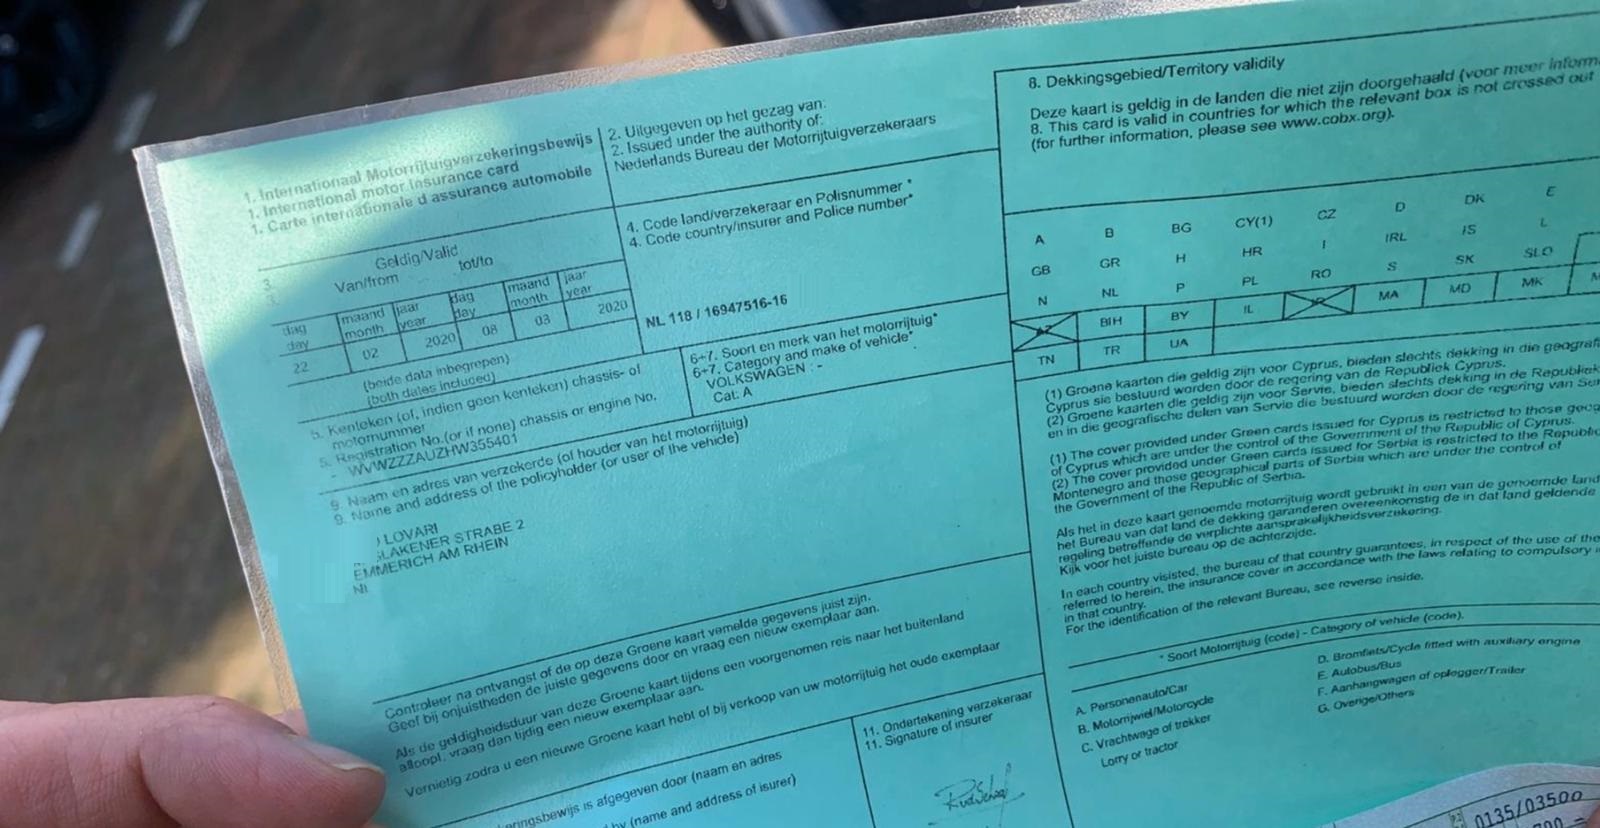 1. Internationaal Motorrijtuigverzekeringsbewijs
1. International motor Insurance card
1. Carte internationale d assurance automobile
2. Uitgegeven op het gezag van:
2. Issued under the authority of:
Nederlands Bureau der Motorrijtuigverzekeraars
3. Geldig/Valid
3. Van/from tot/to
dag maand jaar dag maand jaar
day month year day month year
22 02 2020 08 03 2020
(beide data inbegrepen)
(both dates included)
4. Code land/verzekeraar en Polisnummer *
4. Code country/insurer and Police number*
NL 118 / 16947516-16
5. Kenteken (of, indien geen kenteken) chassis- of
motornummer
5. Registration No.(or if none) chassis or engine No.
WVWZZZAUZHW355401
6+7. Soort en merk van het motorrijtuig*
6+7. Category and make of vehicle*.
VOLKSWAGEN : -
Cat. A
9. Naam en adres van verzekerde (of houder van het motorrijtuig)
9. Name and address of the policyholder (or user of the vehicle)
LOVARI
LAKENER STRABE 2
EMMERICH AM RHEIN
Controleer na ontvangst of de op deze Groene kaart vemelde gegevens juist zijn.
Geef bij onjuistheden de juiste gegevens door en vraag een nieuw exemplaar aan.
Als de geldigheidsduur van deze Groene kaart tijdens een voorgenomen reis naar het buitenland
afloopt, vraag dan tijdig een nieuw exemplaar aan.
Vernietig zodra u een nieuwe Groene kaart hebt of bij verkoop van uw motorrijtuig het oude exemplaar
is afgegeven door (naam en adres
by (name and address of isurer)
11. Ondertekening verzekeraar
11. Signature of insurer
8. Dekkingsgebied/Territory validity
Deze kaart is geldig in de landen die niet zijn doorgehaald (voor meer
8. This card is valid in countries for which the relevant box is not crossed out
(for further information, please see www.cobx.org).
A B BG CY(1) CZ D DK E
GB GR H HR I IRL IS L
N NL P PL RO S SK SLO
BIH BY IL MA MD MK
TN TR UA
(1) Groene kaarten die geldig zijn voor Cyprus, bieden slechts dekking in die
Cyprus sie bestuurd worden door de regering van de Republiek Cyprus.
(2) Groene kaarten die geldig zijn voor Servie, bieden slechts dekking in de Republiek
en in die geografische delen van Servie die bestuurd worden door de regering van
(1) The cover provided under Green cards issued for Cyprus is restricted to those
of Cyprus which are under the control of the Government of the Republic of Cyprus.
(2) The cover provided under Green cards issued for Serbia is restricted to the
Montenegro and those geographical parts of Serbia which are under the control of
the Government of the Republic of Serbia.
Als het in deze kaart genoemde motorrijtuig wordt gebruikt in een van de genoemde
het Bureau van dat land de dekking garanderen overeenkomstig de in dat land geldende
regeling betreffende de verplichte aansprakelijkheidsverzekering.
Kijk voor het juiste bureau op de achterzijde.
In each country visisted, the bureau of that country guarantees, in respect of the use of the
referred to herein, the insurance cover in accordance with the laws relating to compulsory
in that country.
For the identification of the relevant Bureau, see reverse inside.
* Soort Motorrijtuig (code) - Category of vehicle (code).
A. Personenauto/Car
B. Motorrijwiel/Motorcycle
C. Vrachtwage of trekker
Lorry or tractor
D. Bromfiets/Cycle fitted with auxiliary engine
E. Autobus/Bus
F. Aanhangwagen of oplegger/Trailer
G. Overige/Others
0135/03500